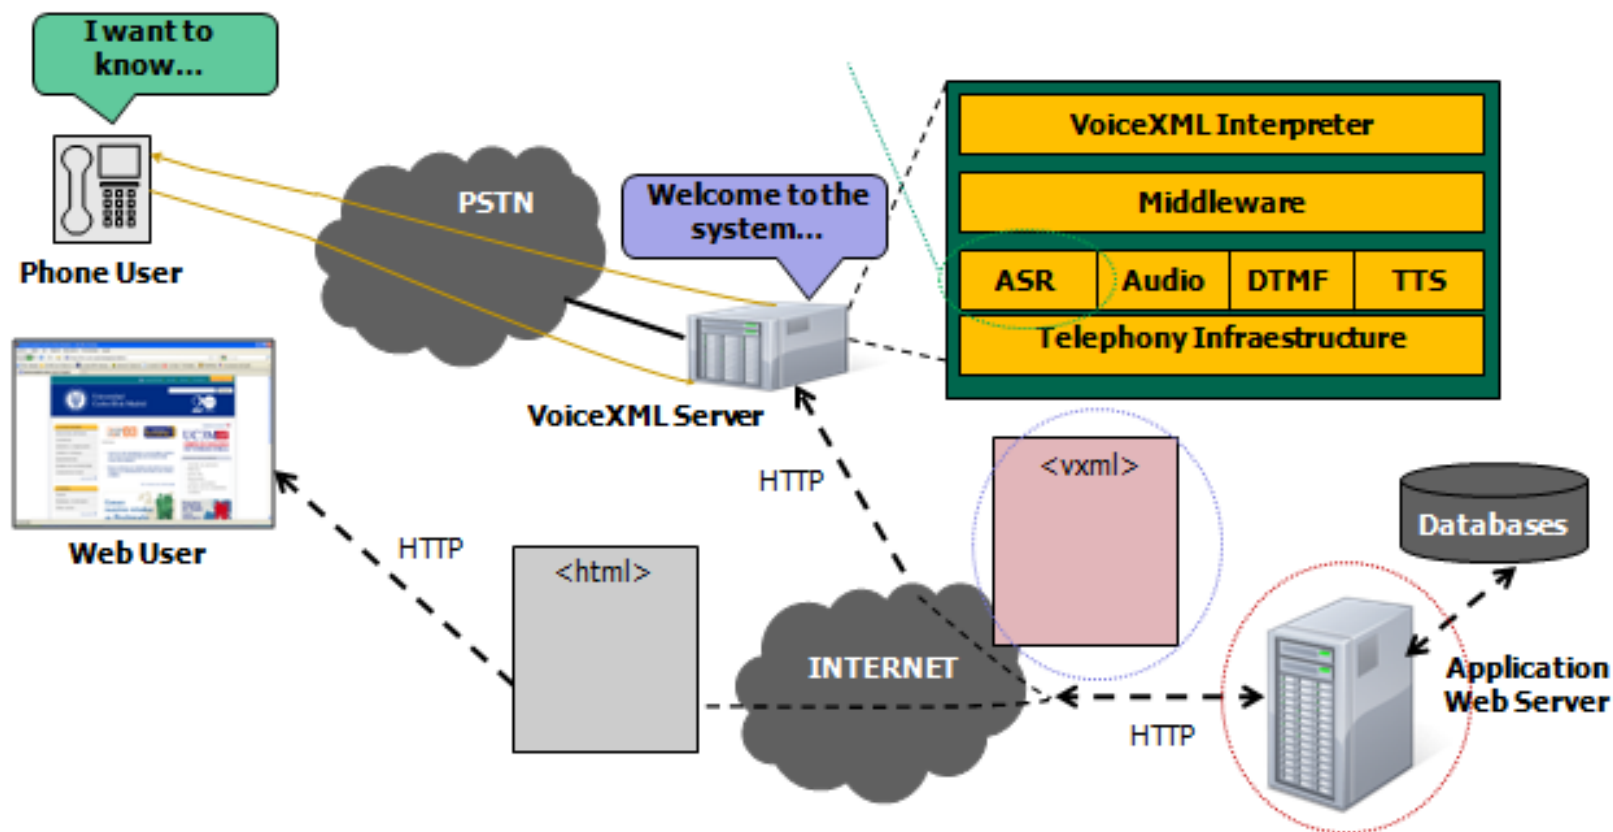 I want to
know...
Phone User
PSTN
Welcome to the
system...
VoiceXML Server
VoiceXML Interpreter
Middleware
ASR
Audio
DTMF
TTS
Telephony Infraestructure
Web User
HTTP
<html>
HTTP
<vxml>
INTERNET
HTTP
Databases
Application
Web Server